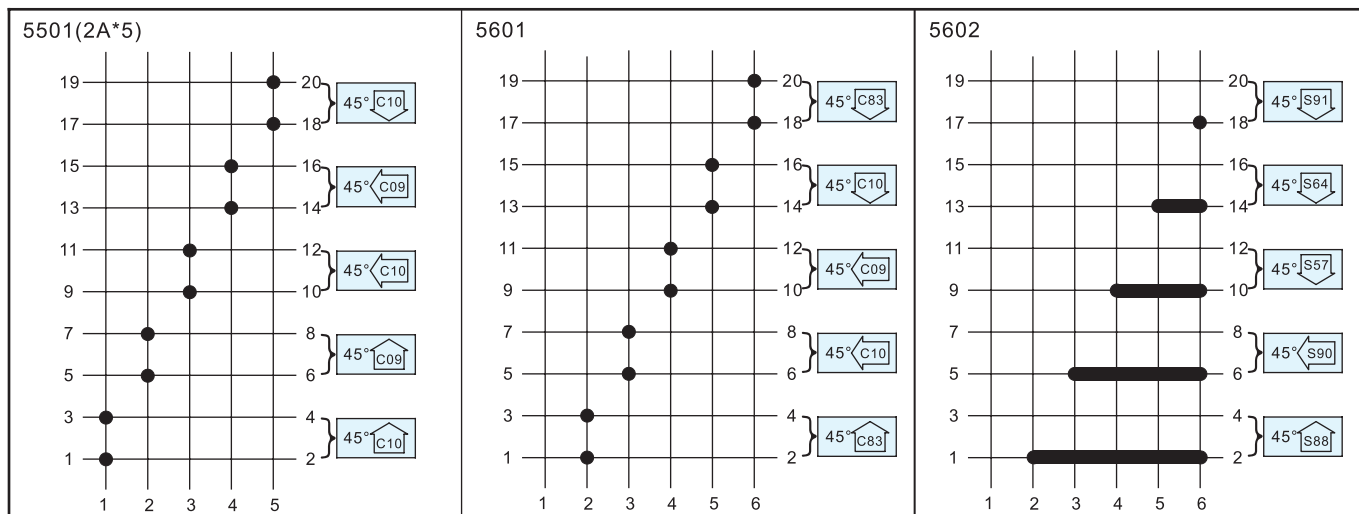 5501(2A*5)
19 20
45° C10
17 18
15 16
45° C09
13 14
11 12
45° C10
9 10
7 8
45° C09
5 6
3 4
45° C10
1 2
1 2 3 4 5
5601
19 20
45° C83
17 18
15 16
45° C10
13 14
11 12
45° C09
9 10
7 8
45° C10
5 6
3 4
45° C83
1 2
1 2 3 4 5 6
5602
19 20
45° S91
17 18
15 16
45° S64
13 14
11 12
45° S57
9 10
7 8
45° S90
5 6
3 4
45° S88
1 2
1 2 3 4 5 6